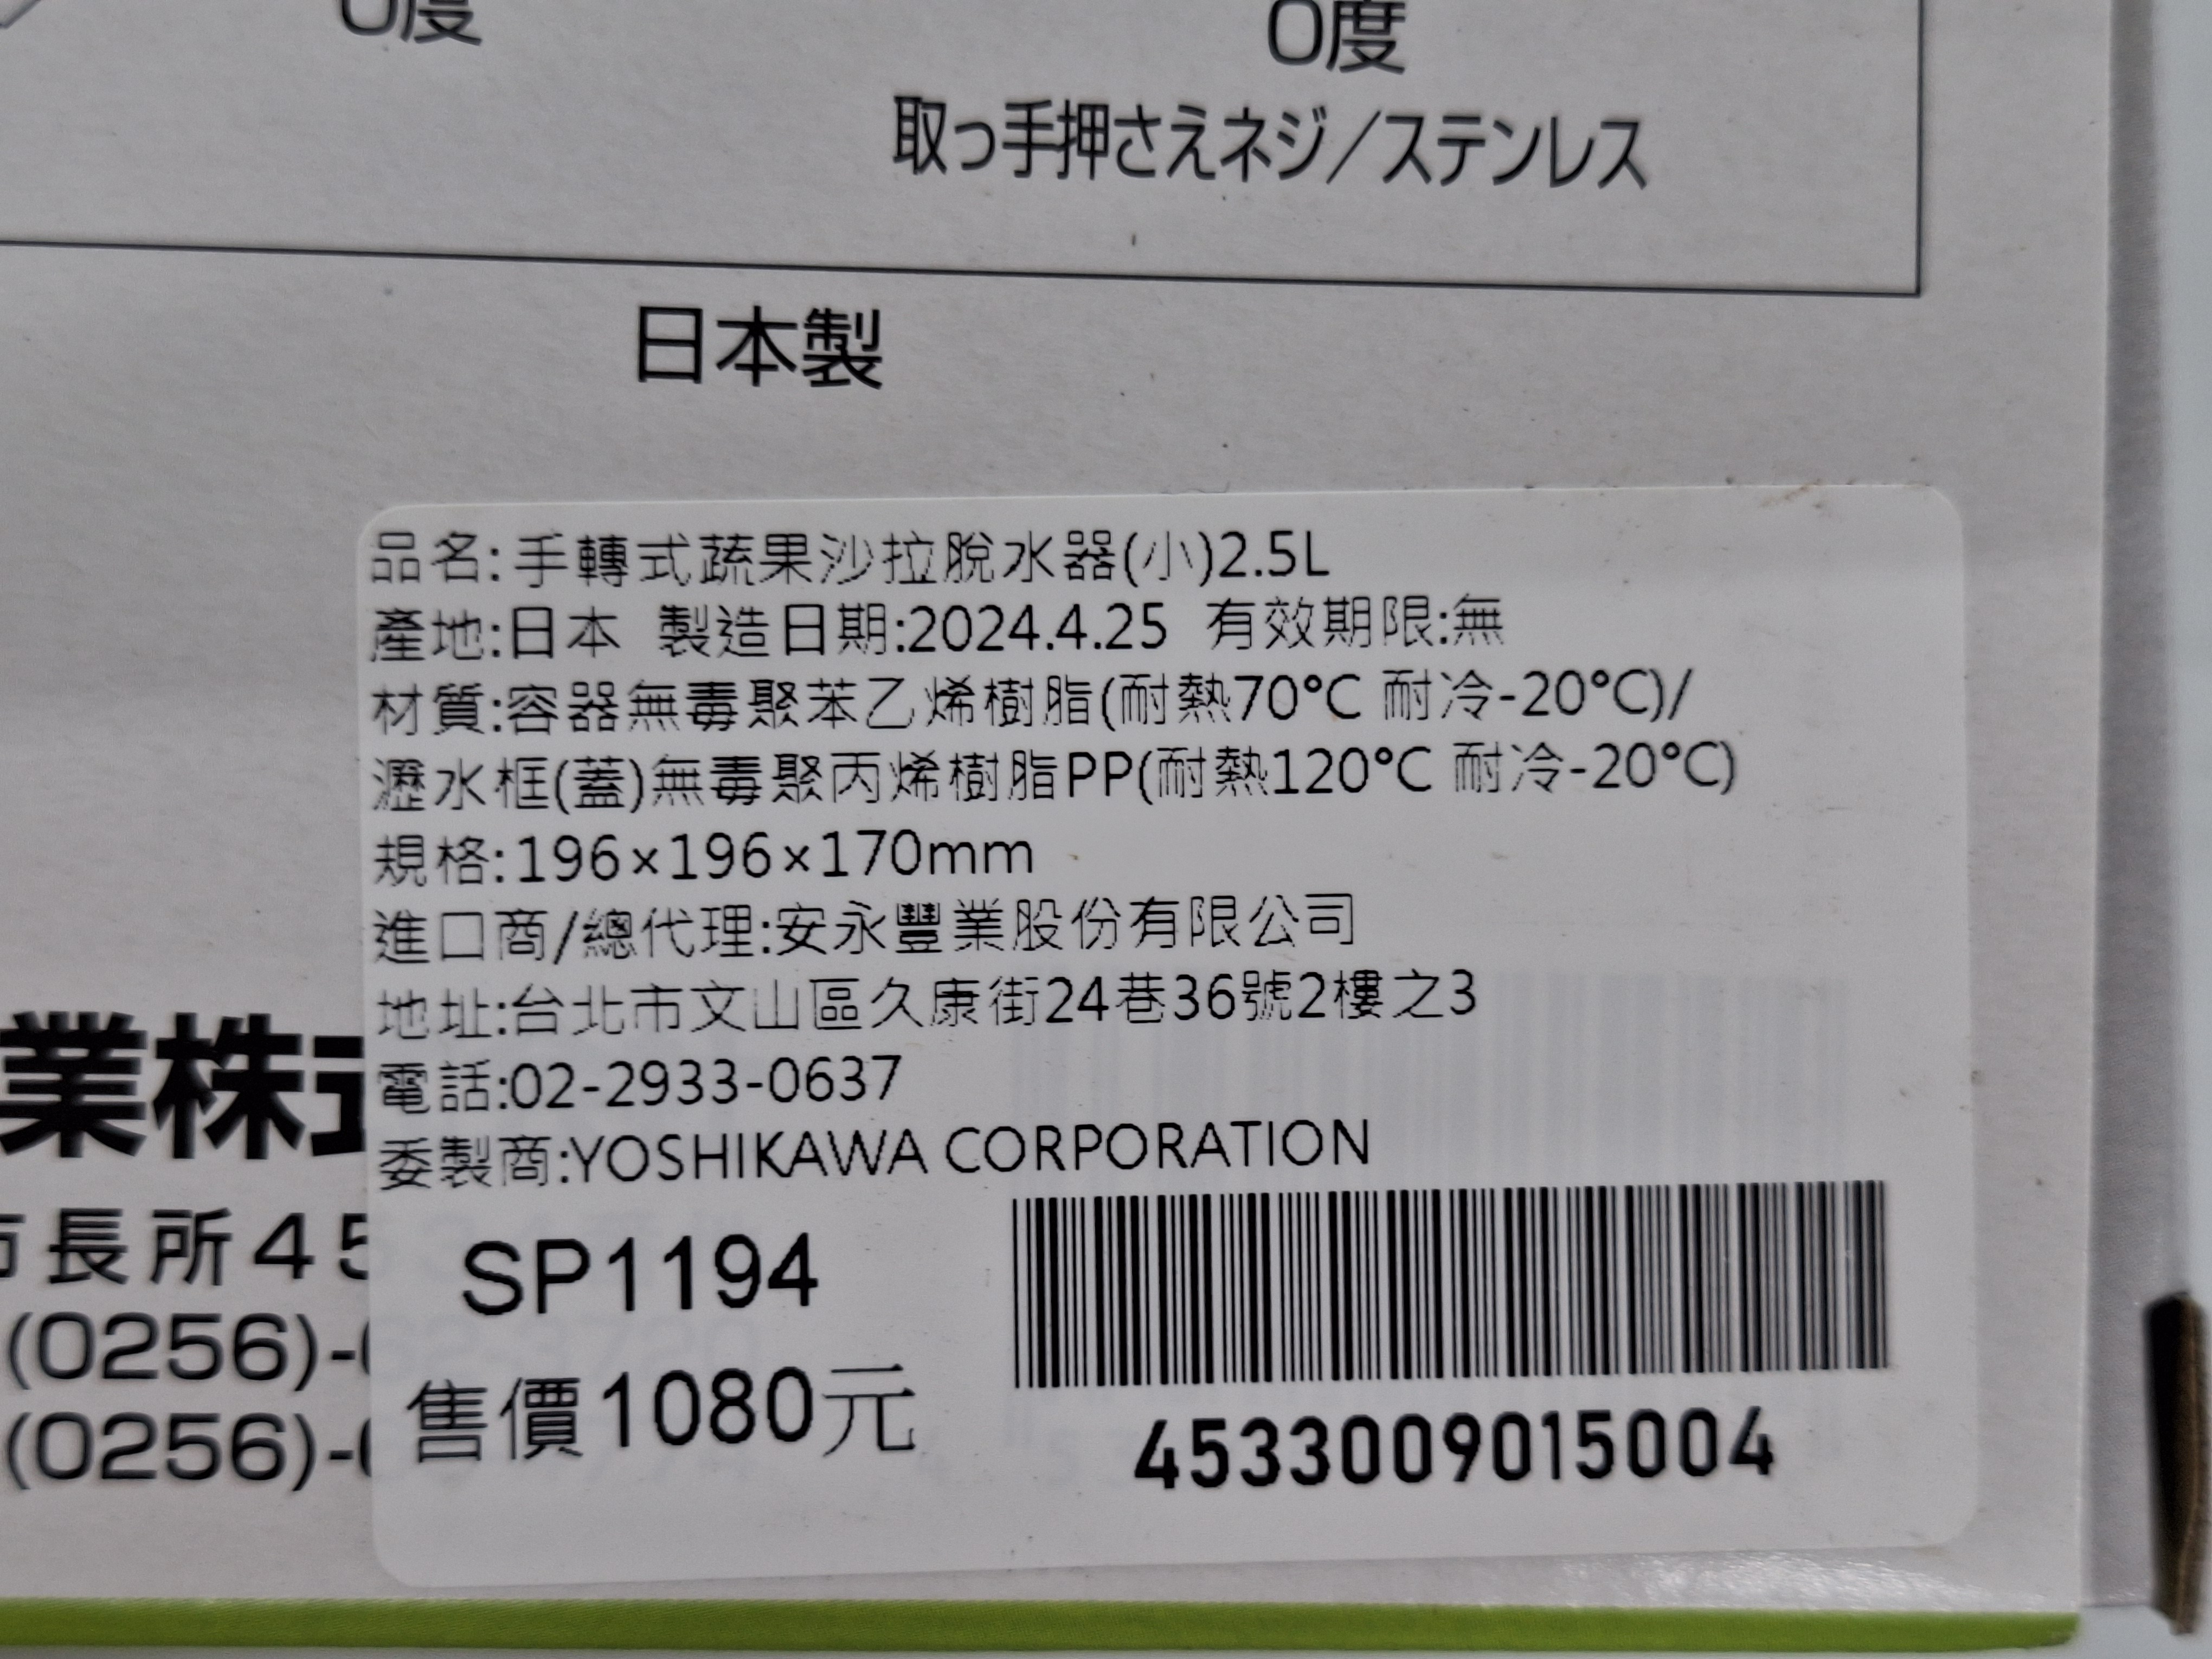 0度
0度
取っ手押さえネジ／ステンレス
日本製
品名:手轉式蔬果沙拉脫水器(小)2.5L
產地:日本 製造日期:2024.4.25 有效期限:無
材質:容器無毒聚苯乙烯樹脂(耐熱70°C 耐冷-20°C)/
瀝水框(蓋)無毒聚丙烯樹脂PP(耐熱120°C 耐冷-20°C)
規格:196×196×170mm
進口商/總代理:安永豐業股份有限公司
地址:台北市文山區久康街24巷36號2樓之3
電話:02-2933-0637
委製商:YOSHIKAWA CORPORATION
業株式
市長所45
(0256)-
(0256)-
SP1194
售價1080元
4533009015004